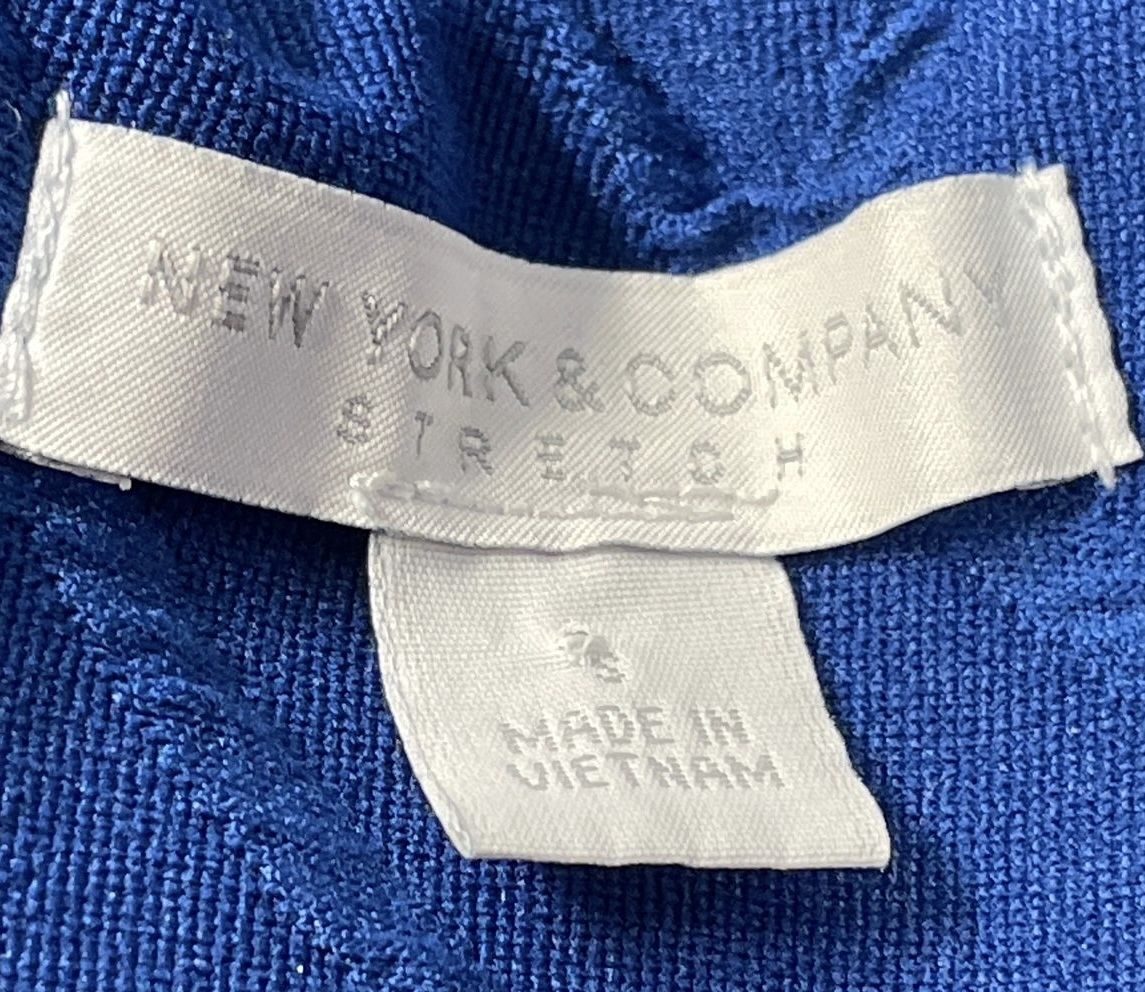 NEW YORK & COMPANY
STRETCH
S
MADE IN
VIETNAM